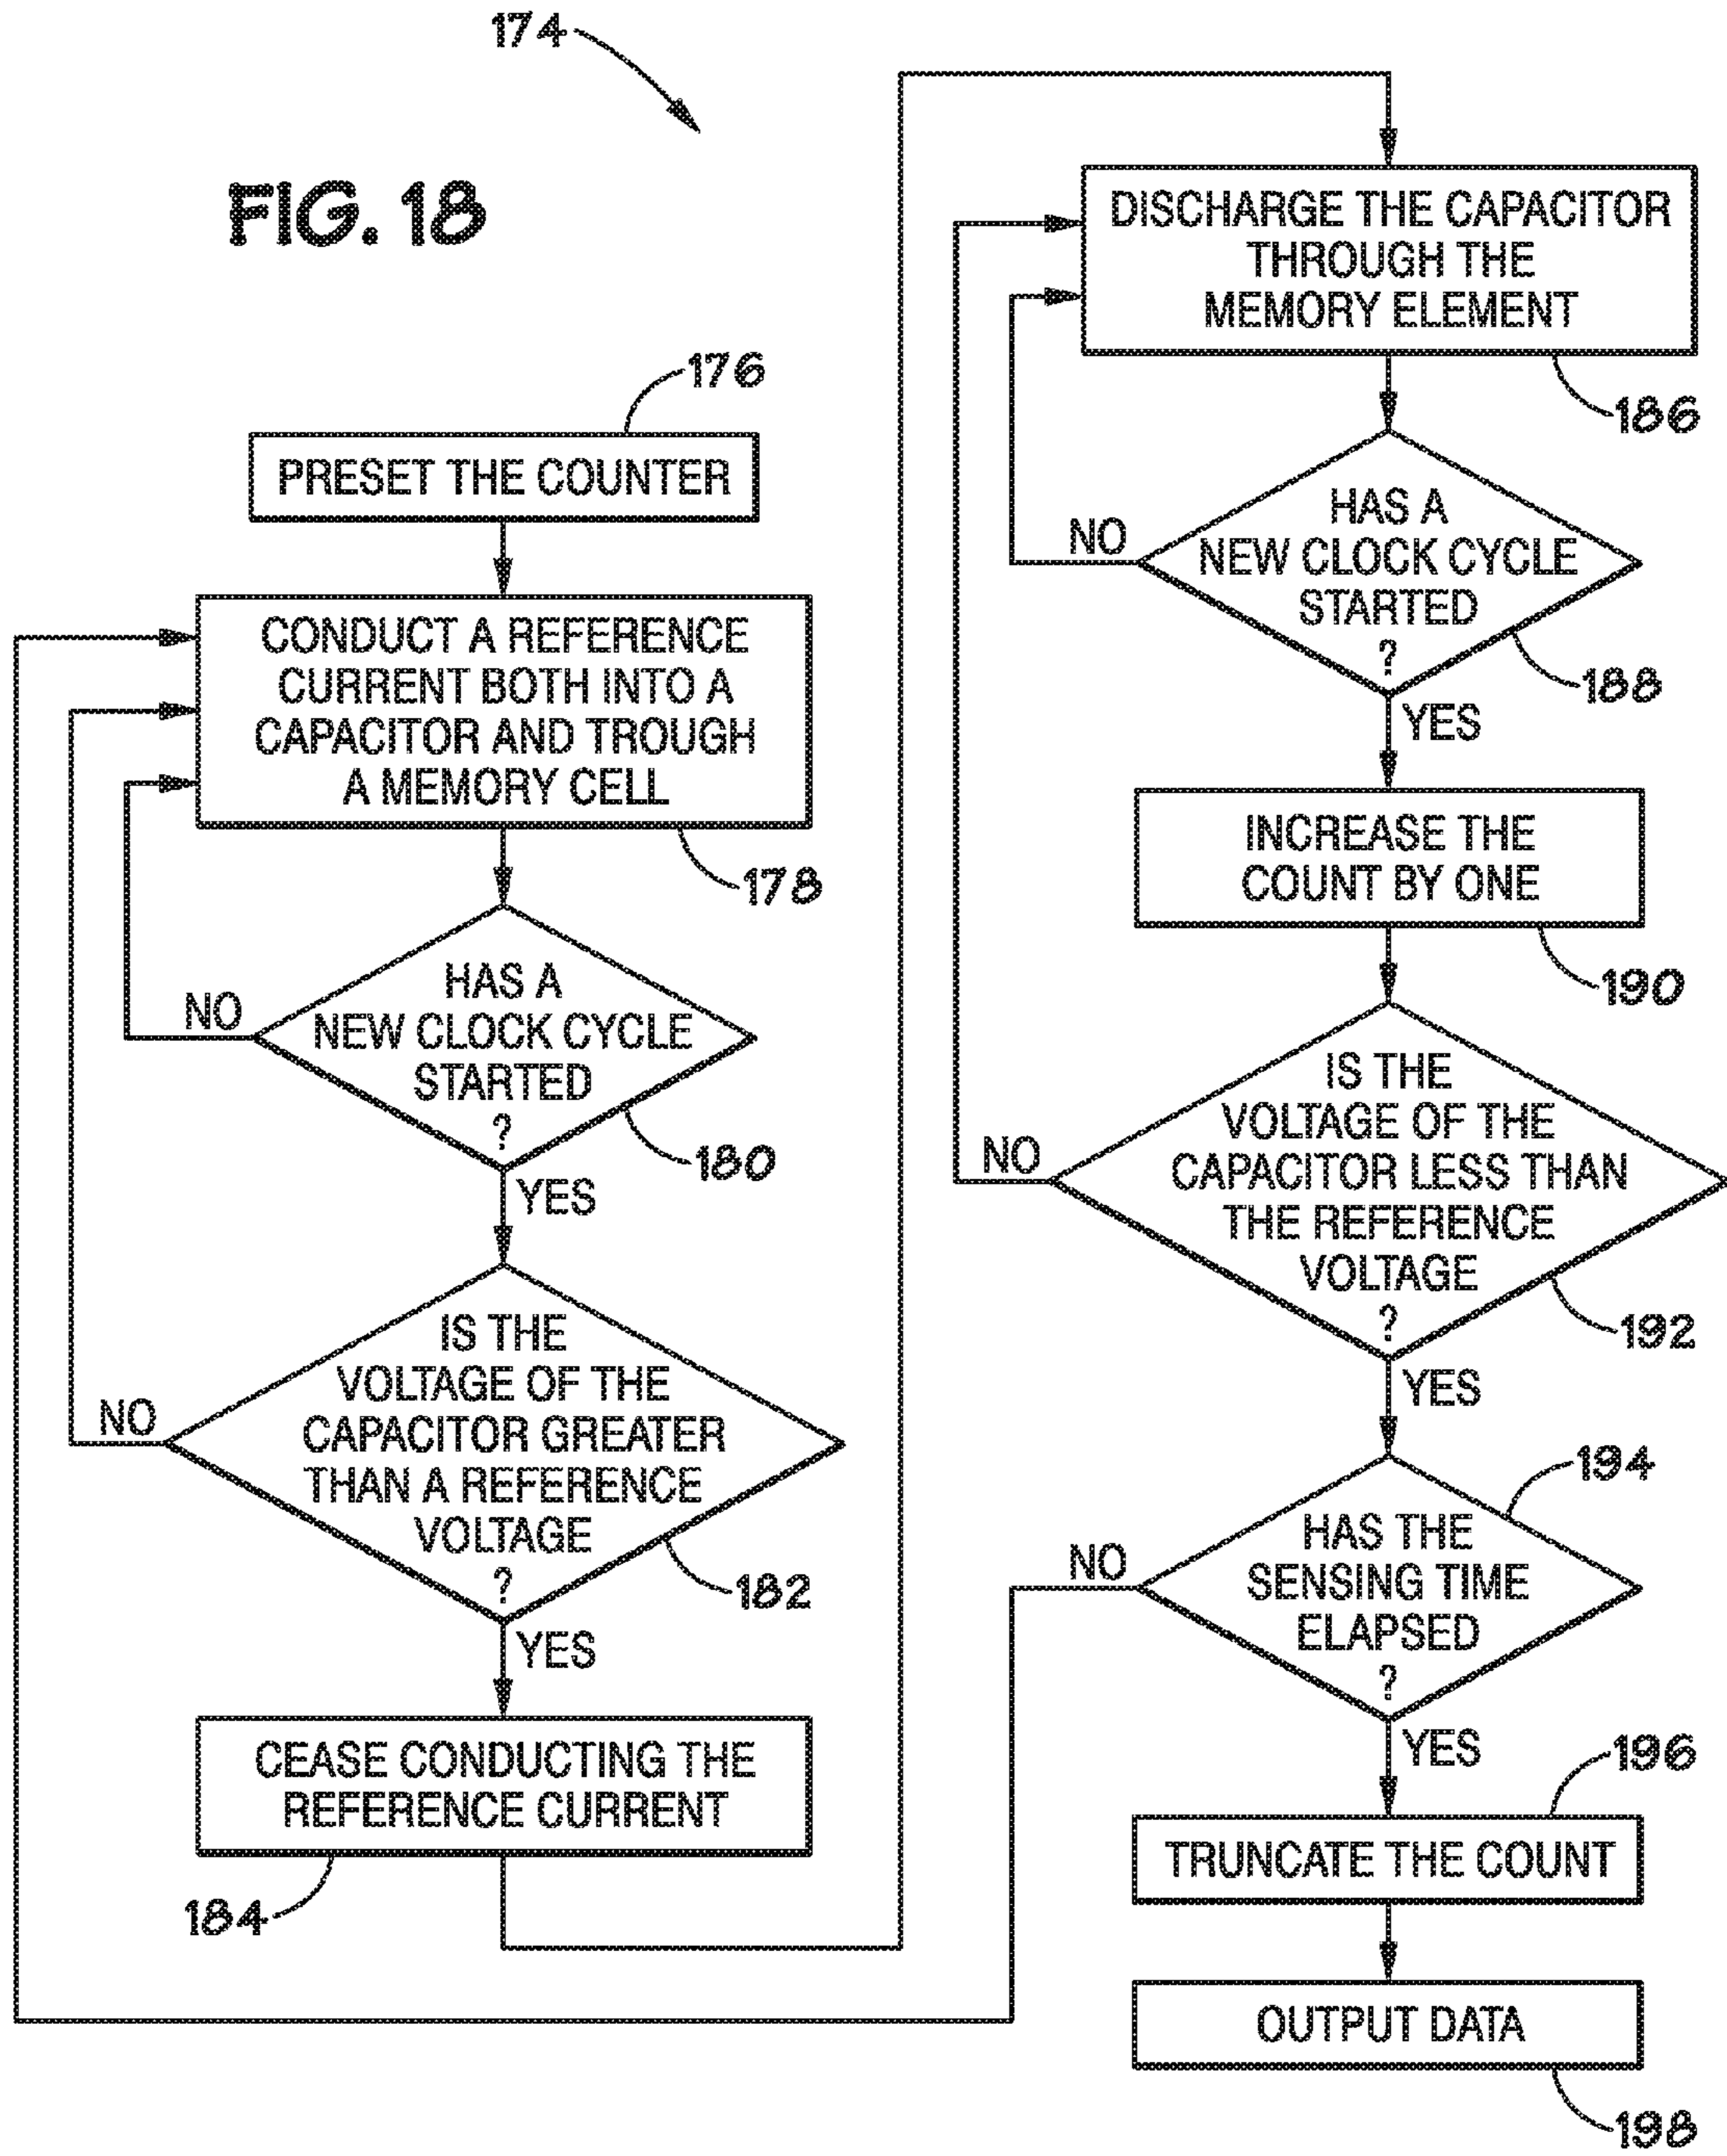 174
FIG. 18
176
PRESET THE COUNTER
CONDUCT A REFERENCE
CURRENT BOTH INTO A
CAPACITOR AND TROUGH
A MEMORY CELL
178
HAS A
NEW CLOCK CYCLE
STARTED
?
NO
180
YES
IS THE
VOLTAGE OF THE
CAPACITOR GREATER
THAN A REFERENCE
VOLTAGE
?
NO
182
YES
CEASE CONDUCTING THE
REFERENCE CURRENT
184
DISCHARGE THE CAPACITOR
THROUGH THE
MEMORY ELEMENT
186
HAS A
NEW CLOCK CYCLE
STARTED
?
NO
188
YES
INCREASE THE
COUNT BY ONE
190
IS THE
VOLTAGE OF THE
CAPACITOR LESS THAN
THE REFERENCE
VOLTAGE
?
NO
192
YES
194
HAS THE
SENSING TIME
ELAPSED
?
NO
YES
196
TRUNCATE THE COUNT
OUTPUT DATA
198